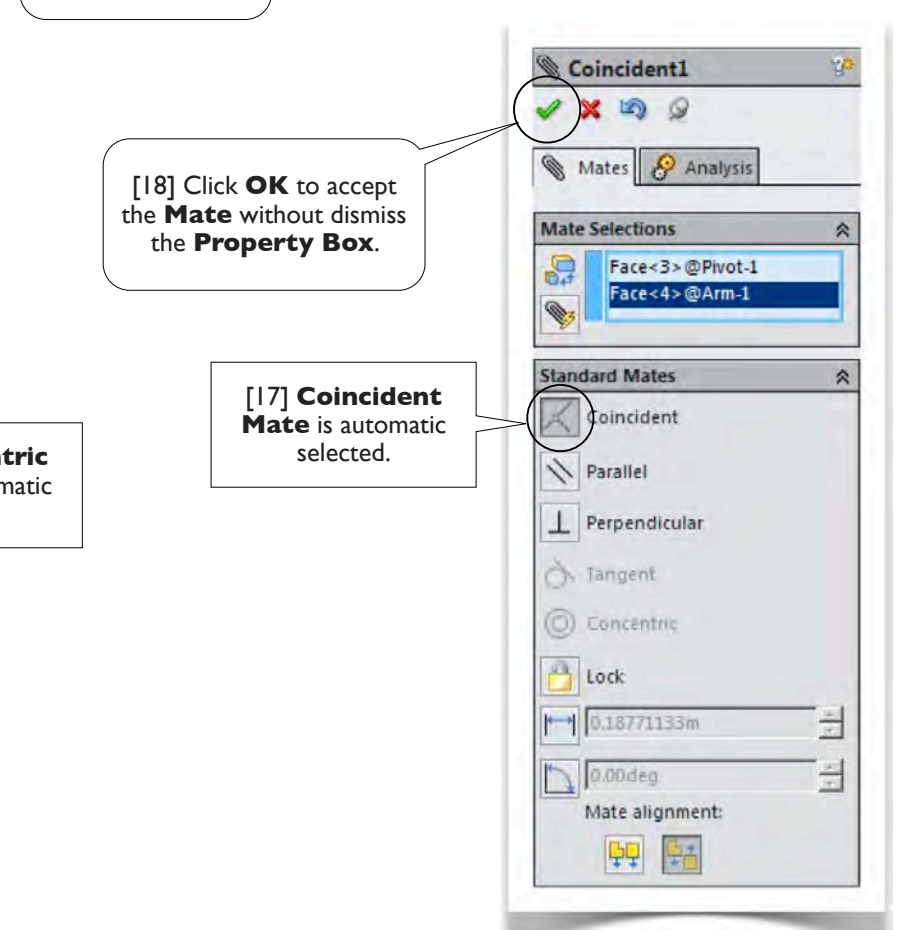 Coincident1
Mates
Analysis
[18] Click OK to accept
the Mate without dismiss
the Property Box.
Mate Selections
Face<3>@Pivot-1
Face<4>@Arm-1
[17] Coincident
Mate is automatic
selected.
Standard Mates
Coincident
ntric
matic
Parallel
Perpendicular
Tangent
Concentric
Lock
0.18771133m
0.00deg
Mate alignment: